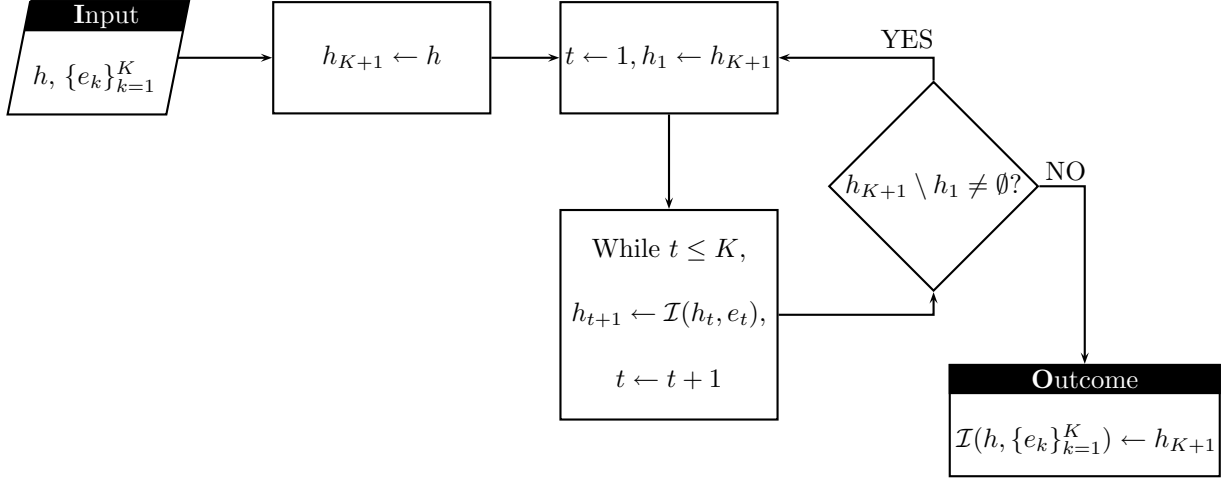 Input
h, {e_k}_{k=1}^{K}
h_{K+1} ← h
t ← 1, h_1 ← h_{K+1}
YES
h_{K+1} \ h_1 ≠ ∅?
NO
While t ≤ K,
h_{t+1} ← ℐ(h_t, e_t),
t ← t + 1
Outcome
ℐ(h, {e_k}_{k=1}^{K}) ← h_{K+1}